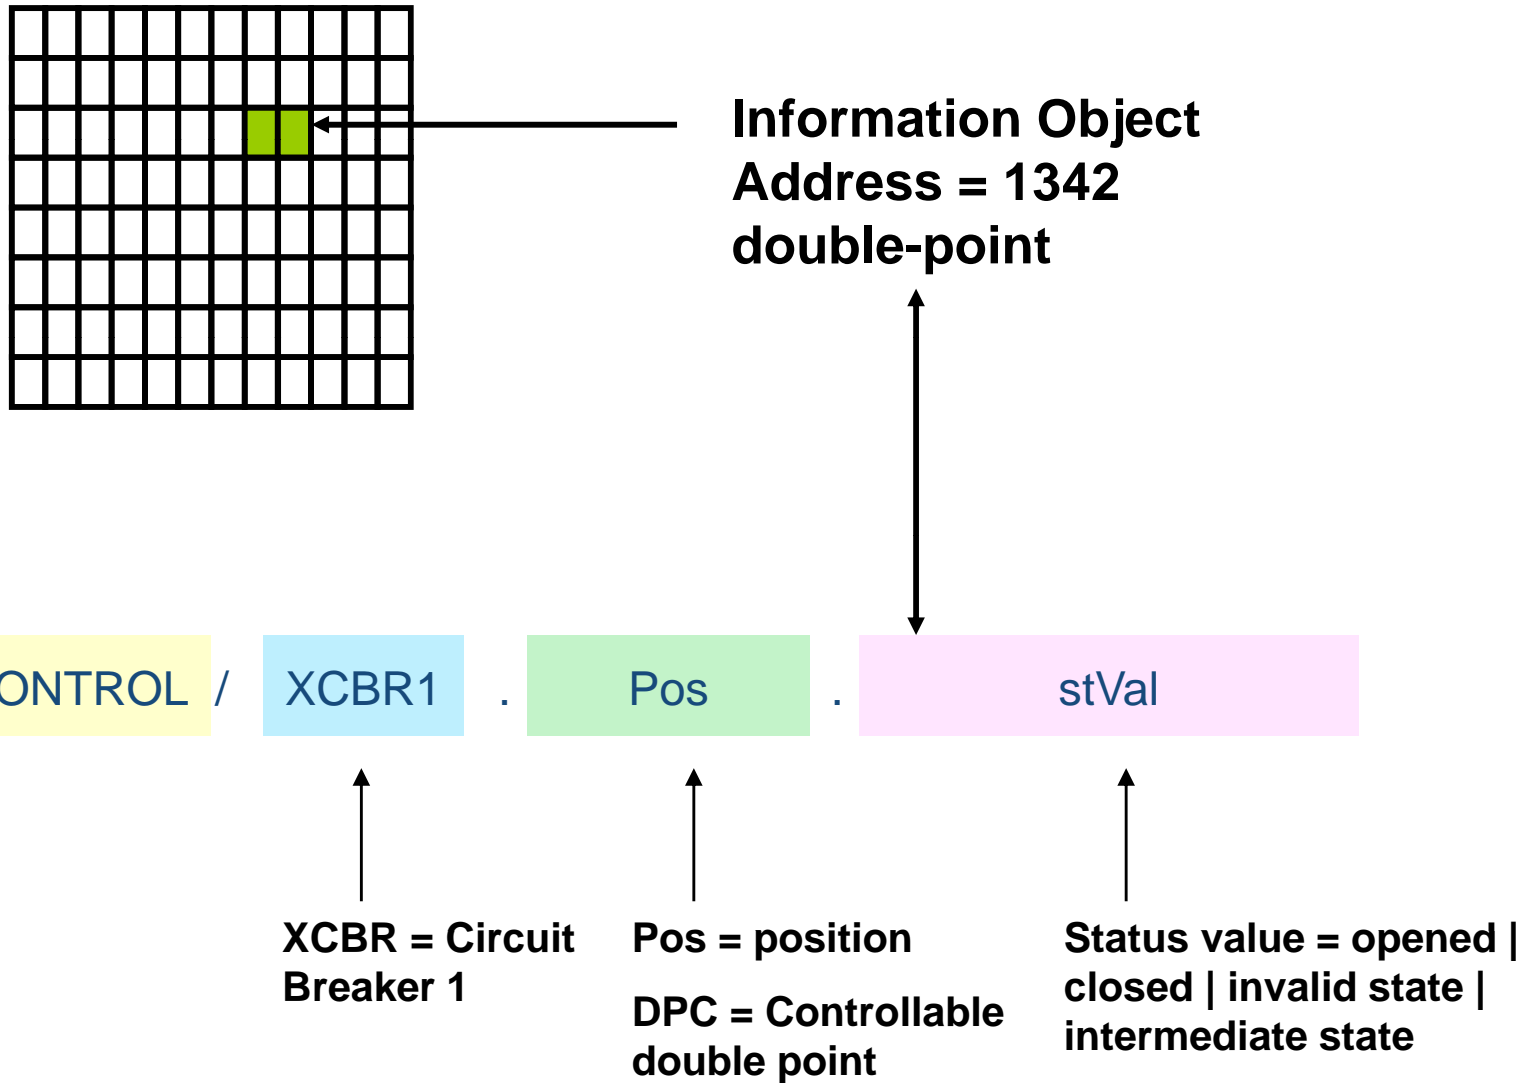 Information Object
Address = 1342
double-point
ONTROL / XCBR1 . Pos . stVal
XCBR = Circuit
Breaker 1
Pos = position
DPC = Controllable
double point
Status value = opened |
closed | invalid state |
intermediate state